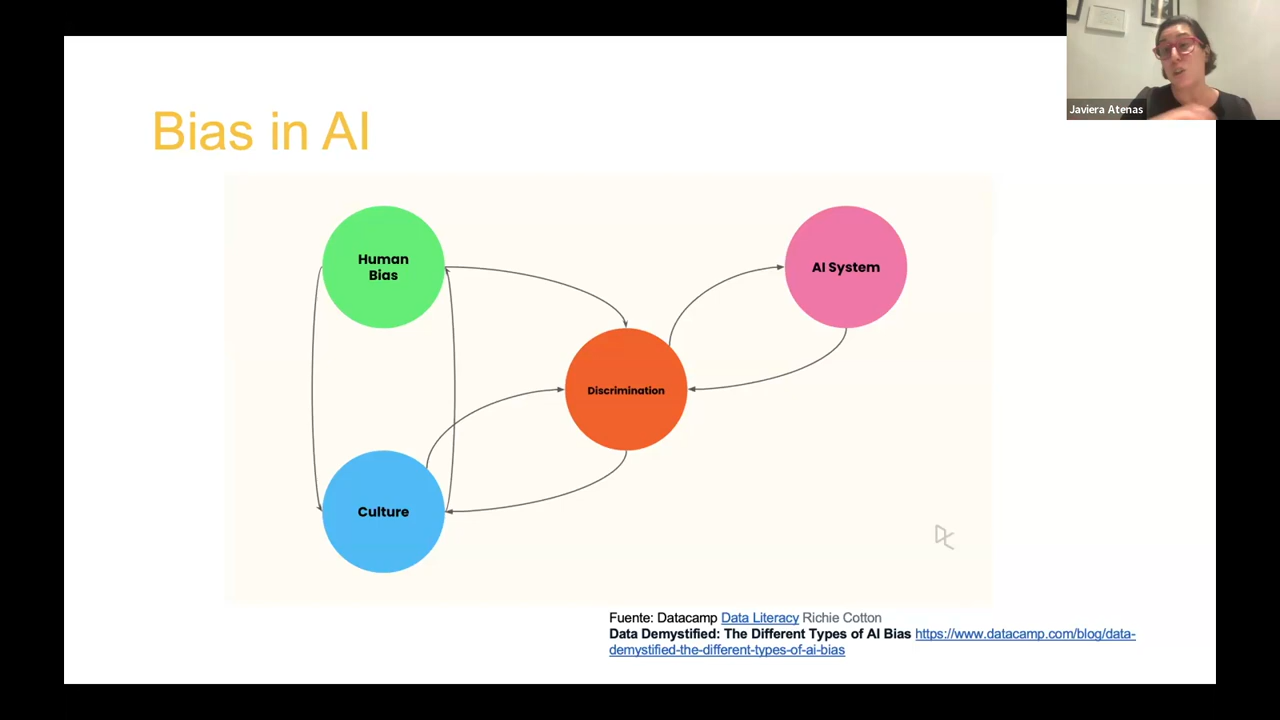 Javiera Atenas
Bias in AI
Human
Bias
AI System
Discrimination
Culture
Fuente: Datacamp Data Literacy Richie Cotton
Data Demystified: The Different Types of AI Bias https://www.datacamp.com/blog/data-
demystified-the-different-types-of-ai-bias